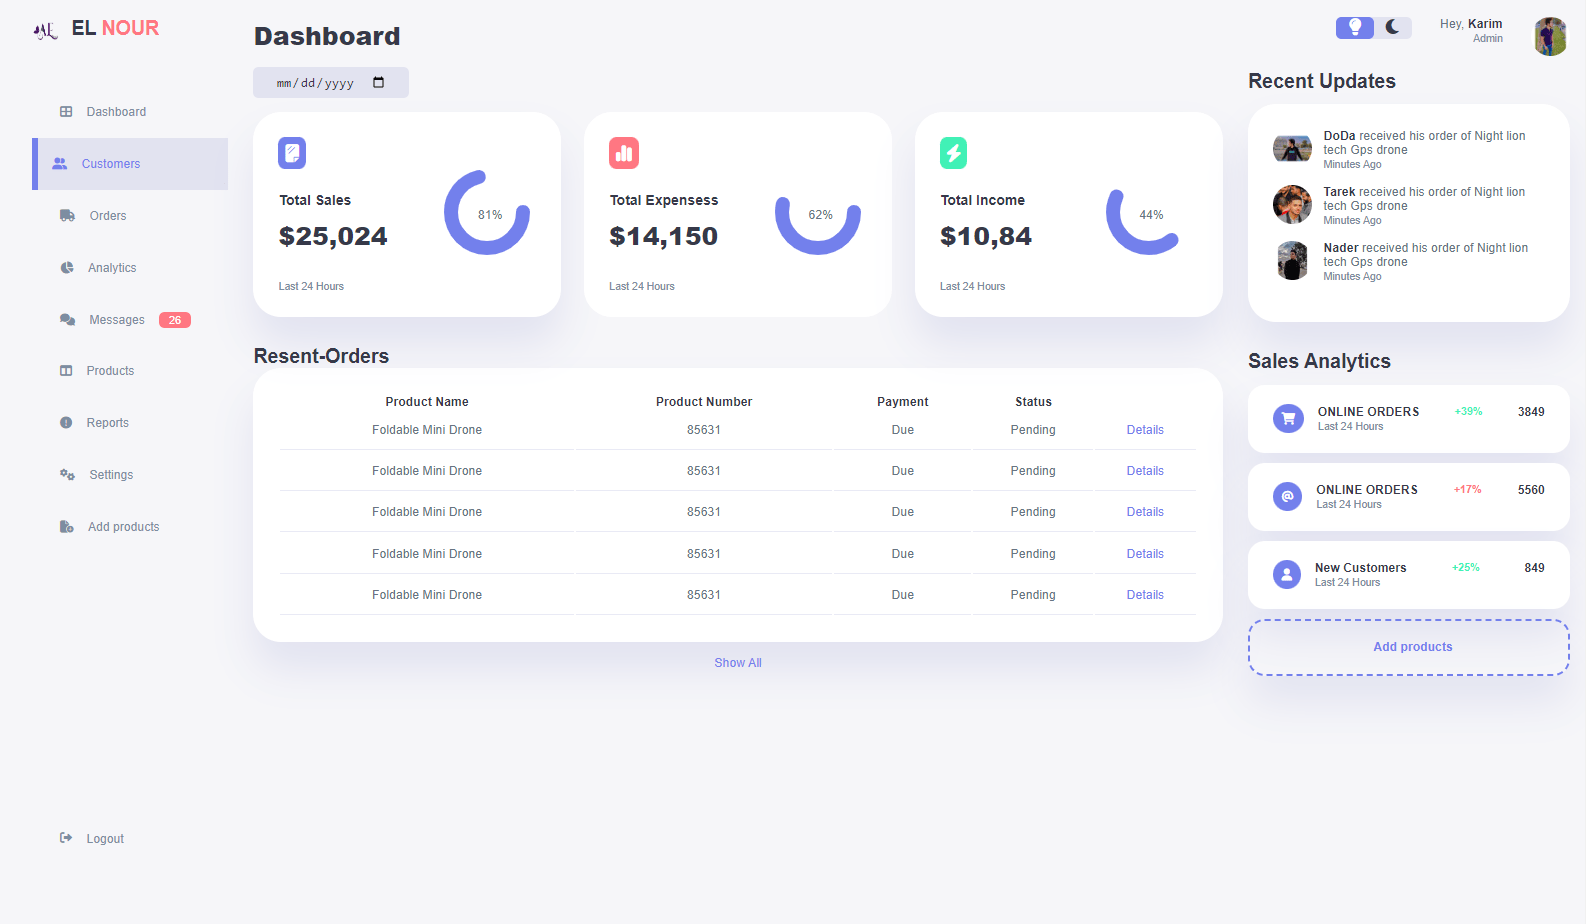 EL NOUR
Dashboard
Customers
Orders
Analytics
Messages 26
Products
Reports
Settings
Add products
Logout
Dashboard
mm/dd/yyyy
Total Sales
$25,024
81%
Last 24 Hours
Total Expensess
$14,150
62%
Last 24 Hours
Total Income
$10,84
44%
Last 24 Hours
Resent-Orders
Product Name Product Number Payment Status
Foldable Mini Drone 85631 Due Pending Details
Foldable Mini Drone 85631 Due Pending Details
Foldable Mini Drone 85631 Due Pending Details
Foldable Mini Drone 85631 Due Pending Details
Foldable Mini Drone 85631 Due Pending Details
Show All
Hey, Karim
Admin
Recent Updates
DoDa received his order of Night lion
tech Gps drone
Minutes Ago
Tarek received his order of Night lion
tech Gps drone
Minutes Ago
Nader received his order of Night lion
tech Gps drone
Minutes Ago
Sales Analytics
ONLINE ORDERS +39% 3849
Last 24 Hours
ONLINE ORDERS +17% 5560
Last 24 Hours
New Customers +25% 849
Last 24 Hours
Add products